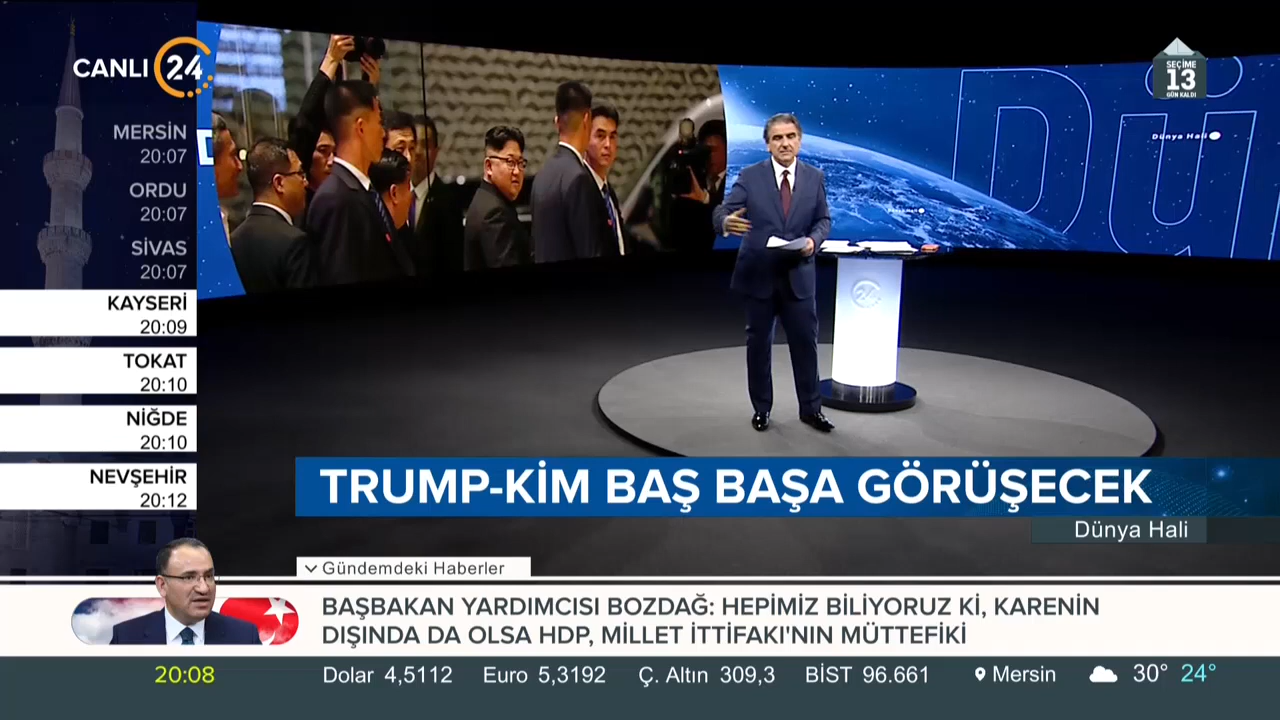 CANLI 24
SEÇİME
13
GÜN KALDI
MERSİN
20:07
ORDU
20:07
SİVAS
20:07
KAYSERİ
20:09
TOKAT
20:10
NİĞDE
20:10
NEVŞEHİR
20:12
Dünya Hali
Dü
24
TRUMP-KİM BAŞ BAŞA GÖRÜŞECEK
Dünya Hali
Gündemdeki Haberler
BAŞBAKAN YARDIMCISI BOZDAĞ: HEPİMİZ BİLİYORUZ Kİ, KARENİN
DIŞINDA DA OLSA HDP, MİLLET İTTİFAKI'NIN MÜTTEFİKİ
20:08 Dolar 4,5112 Euro 5,3192 Ç. Altın 309,3 BİST 96.661 Mersin 30° 24°